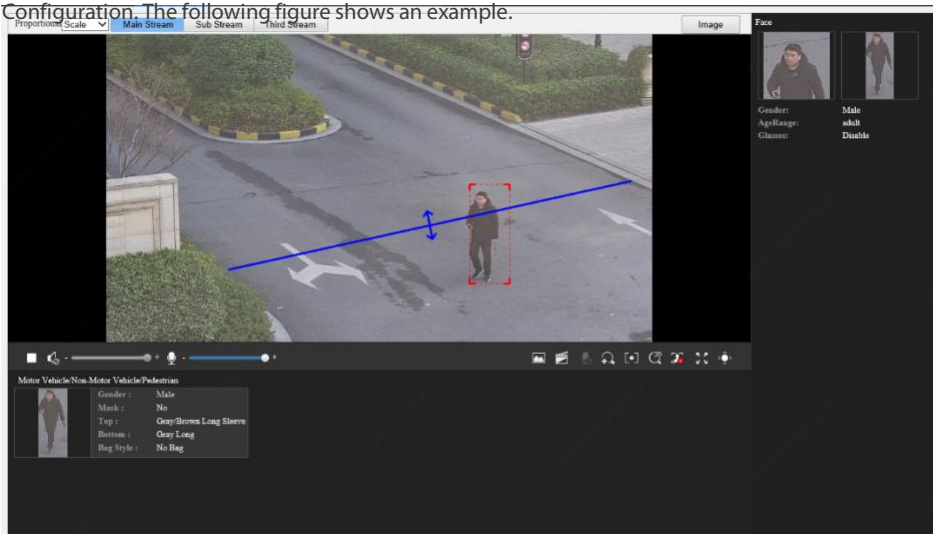 Configuration. The following figure shows an example.
Proportional Scale Main Stream Sub Stream Third Stream Image
Face
Gender: Male
AgeRange: adult
Glasses: Disable
- + - +
Motor Vehicle/Non-Motor Vehicle/Pedestrian
Gender : Male
Mask : No
Top : Gray/Brown Long Sleeve
Bottom : Gray Long
Bag Style : No Bag